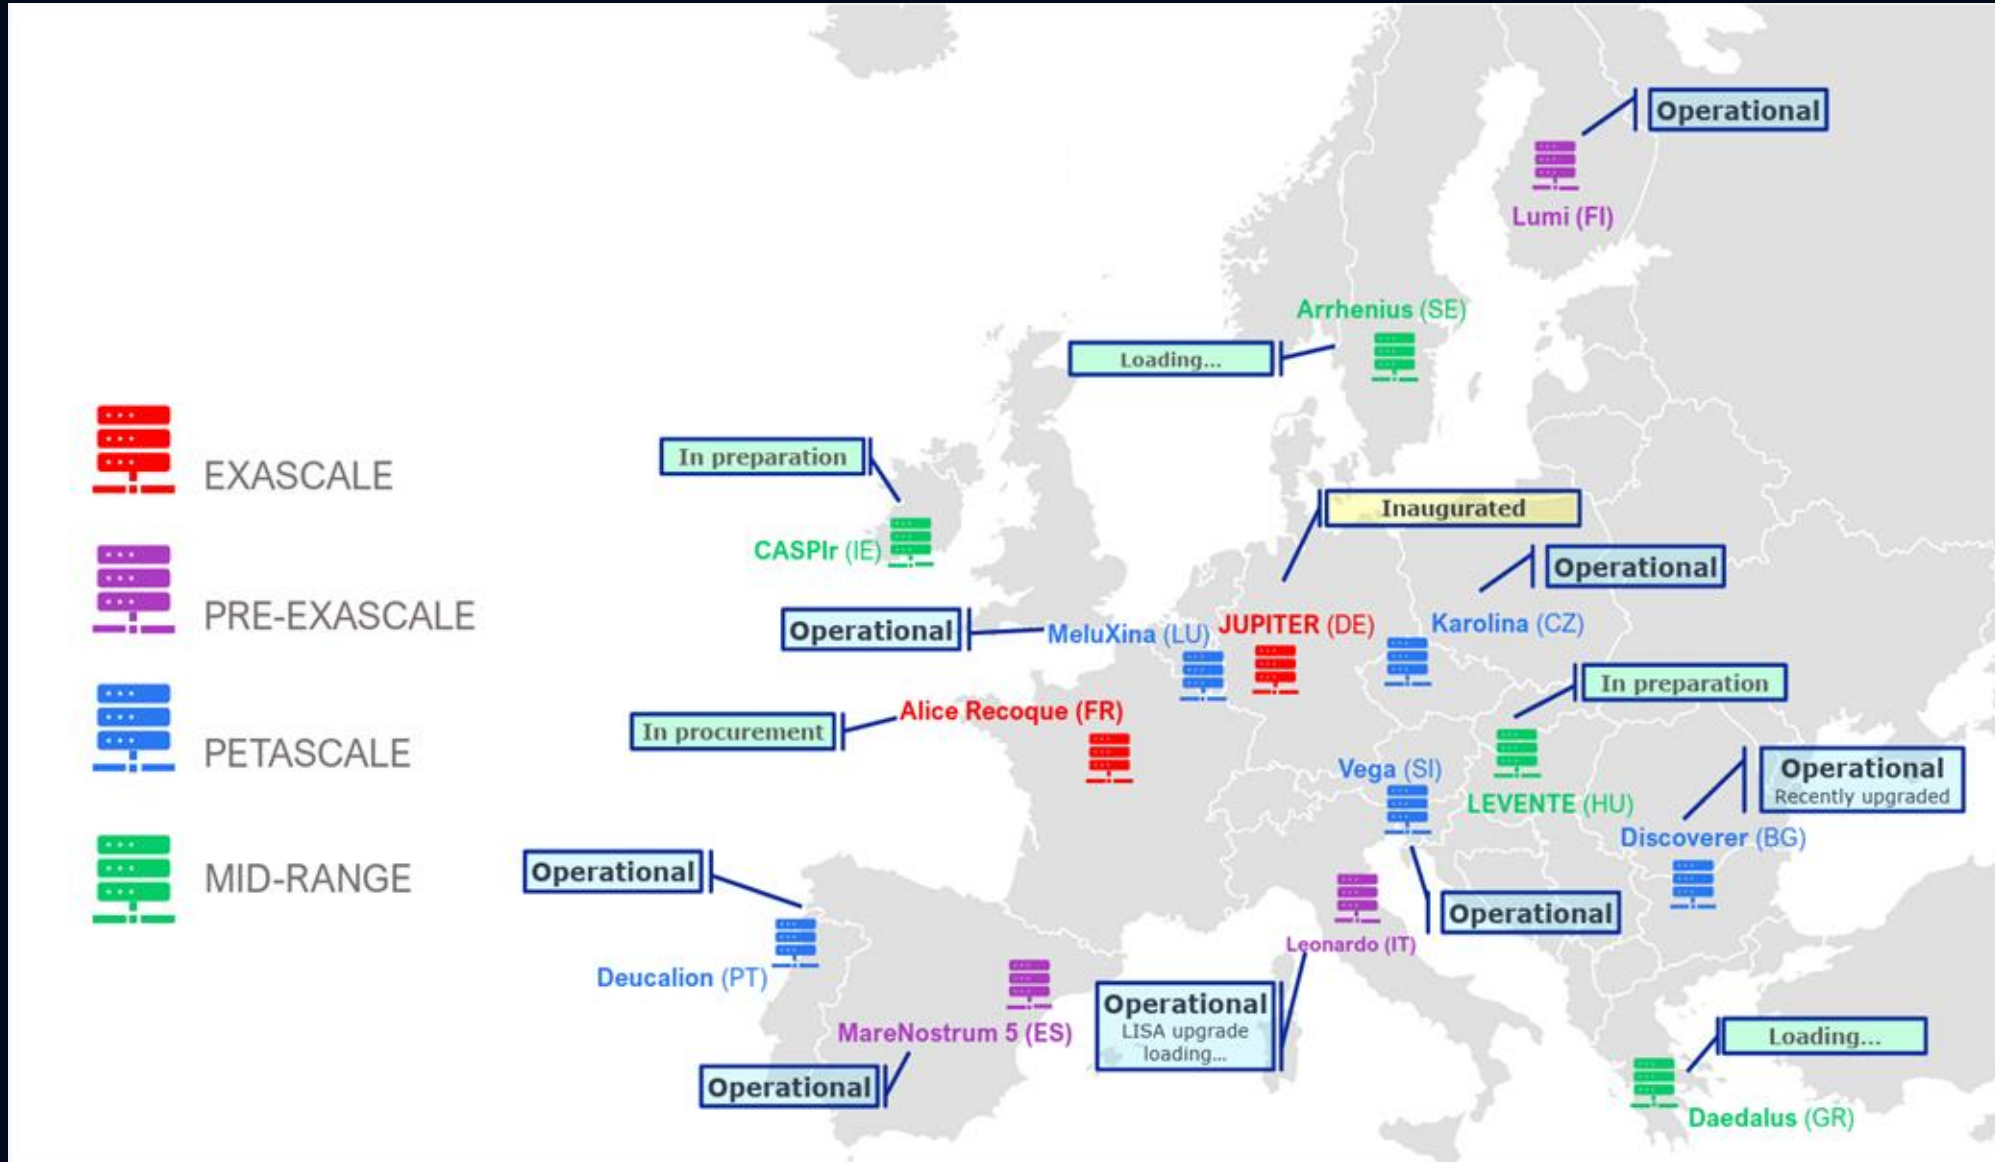 Operational
Lumi (FI)
Arrhenius (SE)
Loading...
EXASCALE
PRE-EXASCALE
PETASCALE
MID-RANGE
In preparation
CASPIr (IE)
Inaugurated
Operational
JUPITER (DE)
Karolina (CZ)
Operational
MeluXina (LU)
In preparation
Alice Recoque (FR)
In procurement
Vega (SI)
LEVENTE (HU)
Operational
Recently upgraded
Discoverer (BG)
Operational
Operational
Leonardo (IT)
Deucalion (PT)
Operational
LISA upgrade
loading...
MareNostrum 5 (ES)
Operational
Loading...
Daedalus (GR)